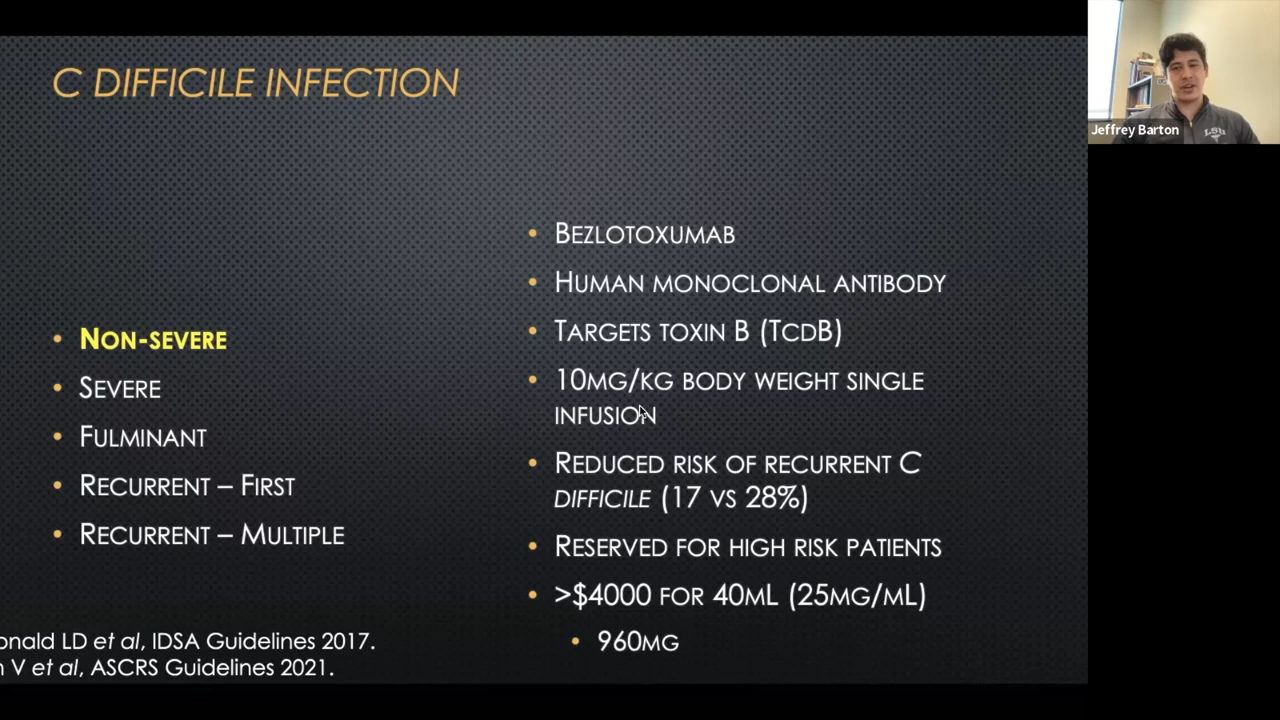 C DIFFICILE INFECTION
Jeffrey Barton
LSU
• NON-SEVERE
• SEVERE
• FULMINANT
• RECURRENT – FIRST
• RECURRENT – MULTIPLE
• BEZLOTOXUMAB
• HUMAN MONOCLONAL ANTIBODY
• TARGETS TOXIN B (TCDB)
• 10MG/KG BODY WEIGHT SINGLE
INFUSION
• REDUCED RISK OF RECURRENT C
DIFFICILE (17 VS 28%)
• RESERVED FOR HIGH RISK PATIENTS
• >$4000 FOR 40ML (25MG/ML)
• 960MG
onald LD et al, IDSA Guidelines 2017.
n V et al, ASCRS Guidelines 2021.